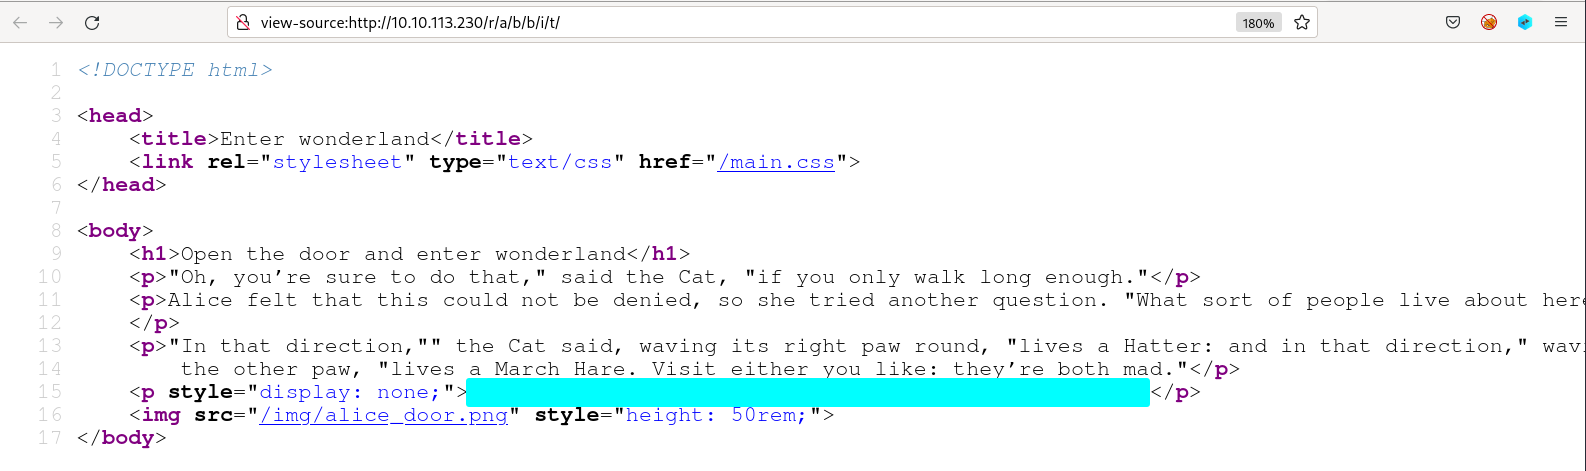 view-source:http://10.10.113.230/r/a/b/b/i/t/ 180%
1 <!DOCTYPE html>
2
3 <head>
4 <title>Enter wonderland</title>
5 <link rel="stylesheet" type="text/css" href="/main.css">
6 </head>
7
8 <body>
9 <h1>Open the door and enter wonderland</h1>
10 <p>"Oh, you’re sure to do that," said the Cat, "if you only walk long enough."</p>
11 <p>Alice felt that this could not be denied, so she tried another question. "What sort of people live about here
12 </p>
13 <p>"In that direction,"" the Cat said, waving its right paw round, "lives a Hatter: and in that direction," wavi
14 the other paw, "lives a March Hare. Visit either you like: they’re both mad."</p>
15 <p style="display: none;"></p>
16 <img src="/img/alice_door.png" style="height: 50rem;">
17 </body>